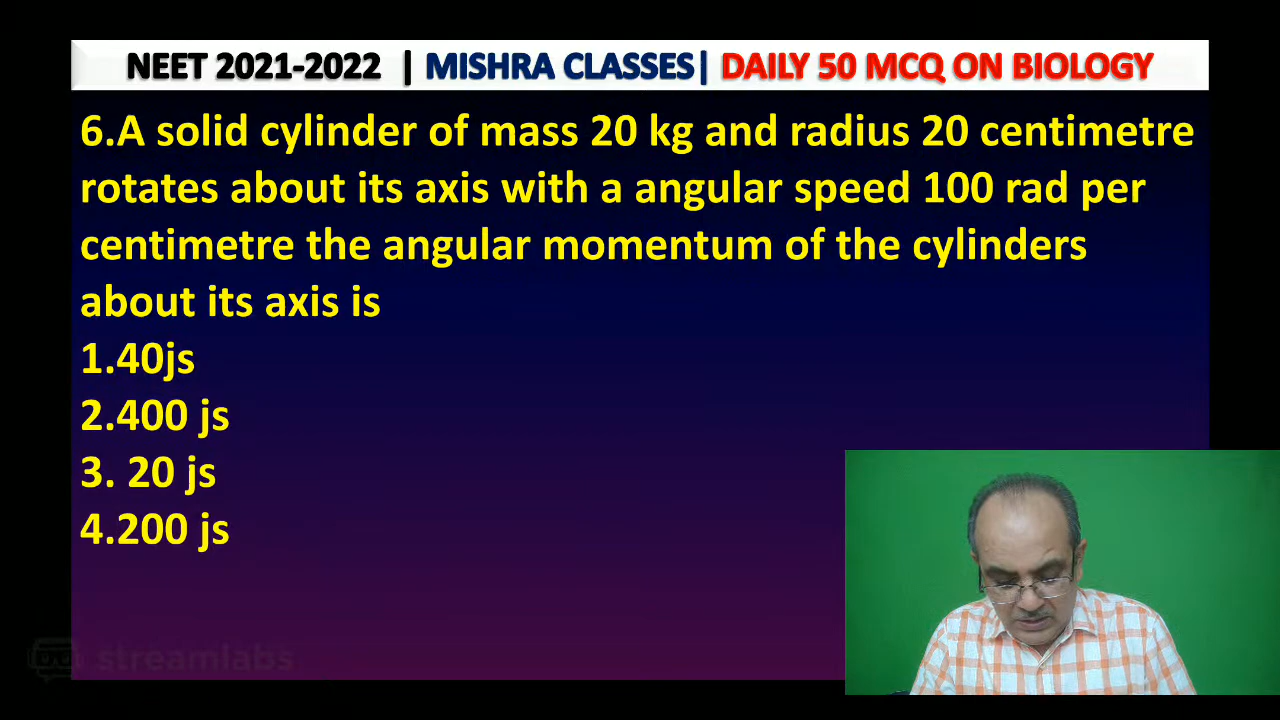 NEET 2021-2022 | MISHRA CLASSES| DAILY 50 MCQ ON BIOLOGY
6.A solid cylinder of mass 20 kg and radius 20 centimetre
rotates about its axis with a angular speed 100 rad per
centimetre the angular momentum of the cylinders
about its axis is
1.40js
2.400 js
3. 20 js
4.200 js
streamlabs